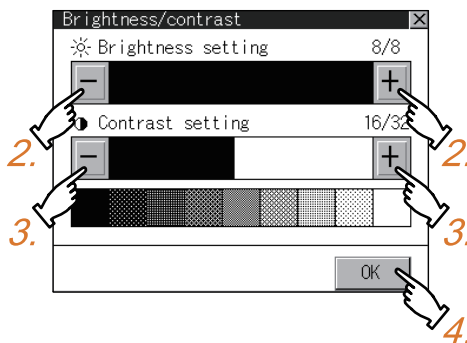 Brightness/contrast ×
Brightness setting 8/8
− +
2. 2.
Contrast setting 16/32
− +
3. 3.
OK
4.